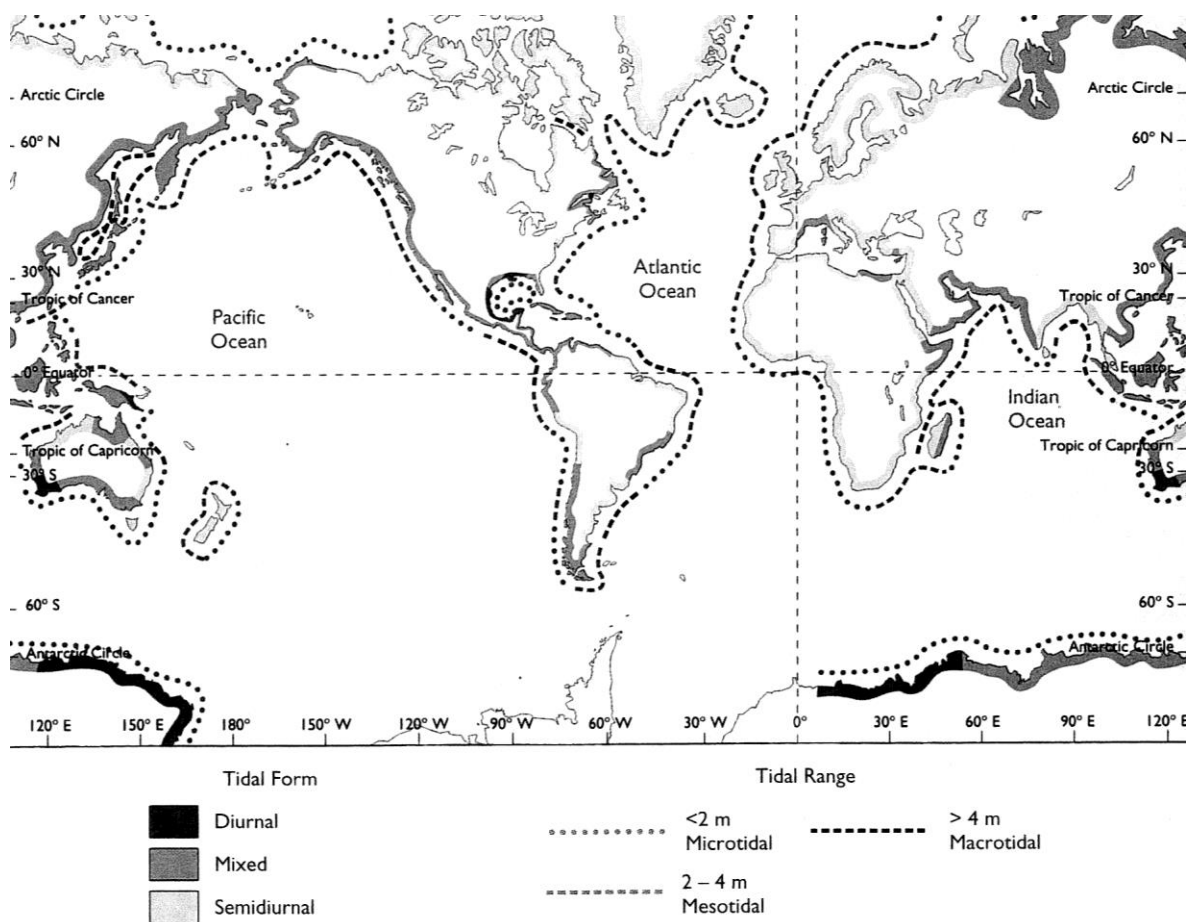 Arctic Circle
Arctic Circle
60° N
60° N
30° N
Atlantic
Ocean
30° N
Tropic of Cancer
Tropic of Cancer
Pacific
Ocean
0° Equator
0° Equator
Indian
Ocean
Tropic of Capricorn
Tropic of Capricorn
30° S
30° S
60° S
60° S
Antarctic Circle
Antarctic Circle
120° E
150° E
180°
150° W
120° W
90° W
60° W
30 W
0°
30° E
60° E
90° E
120° E
Tidal Form
Tidal Range
Diurnal
<2 m
Microtidal
> 4 m
Macrotidal
Mixed
2 – 4 m
Mesotidal
Semidiurnal